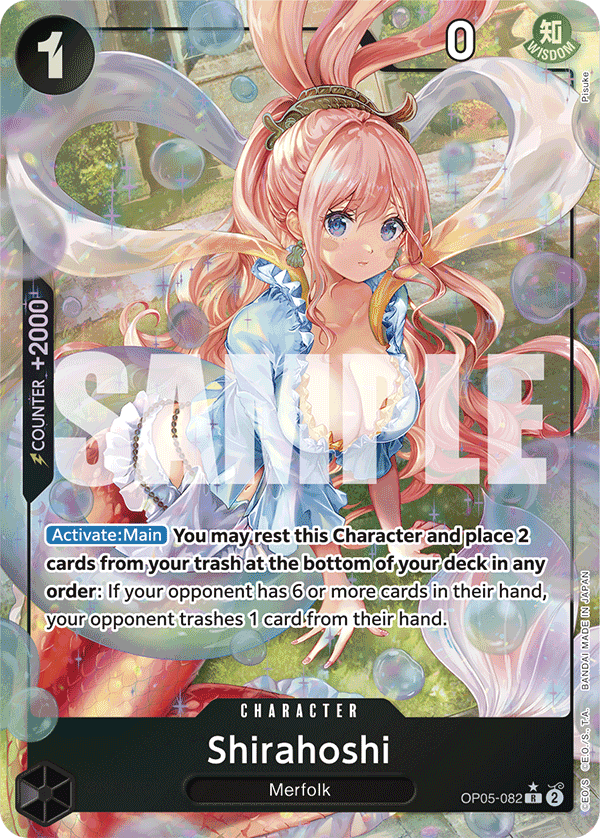 1
0
知
WISDOM
Pisuke
COUNTER +2000
SAMPLE
Activate:Main You may rest this Character and place 2
cards from your trash at the bottom of your deck in any
order: If your opponent has 6 or more cards in their hand,
your opponent trashes 1 card from their hand.
CHARACTER
Shirahoshi
Merfolk
OP05-082 R 2
©E.O./S. ©E.O./S., T.A. BANDAI MADE IN JAPAN